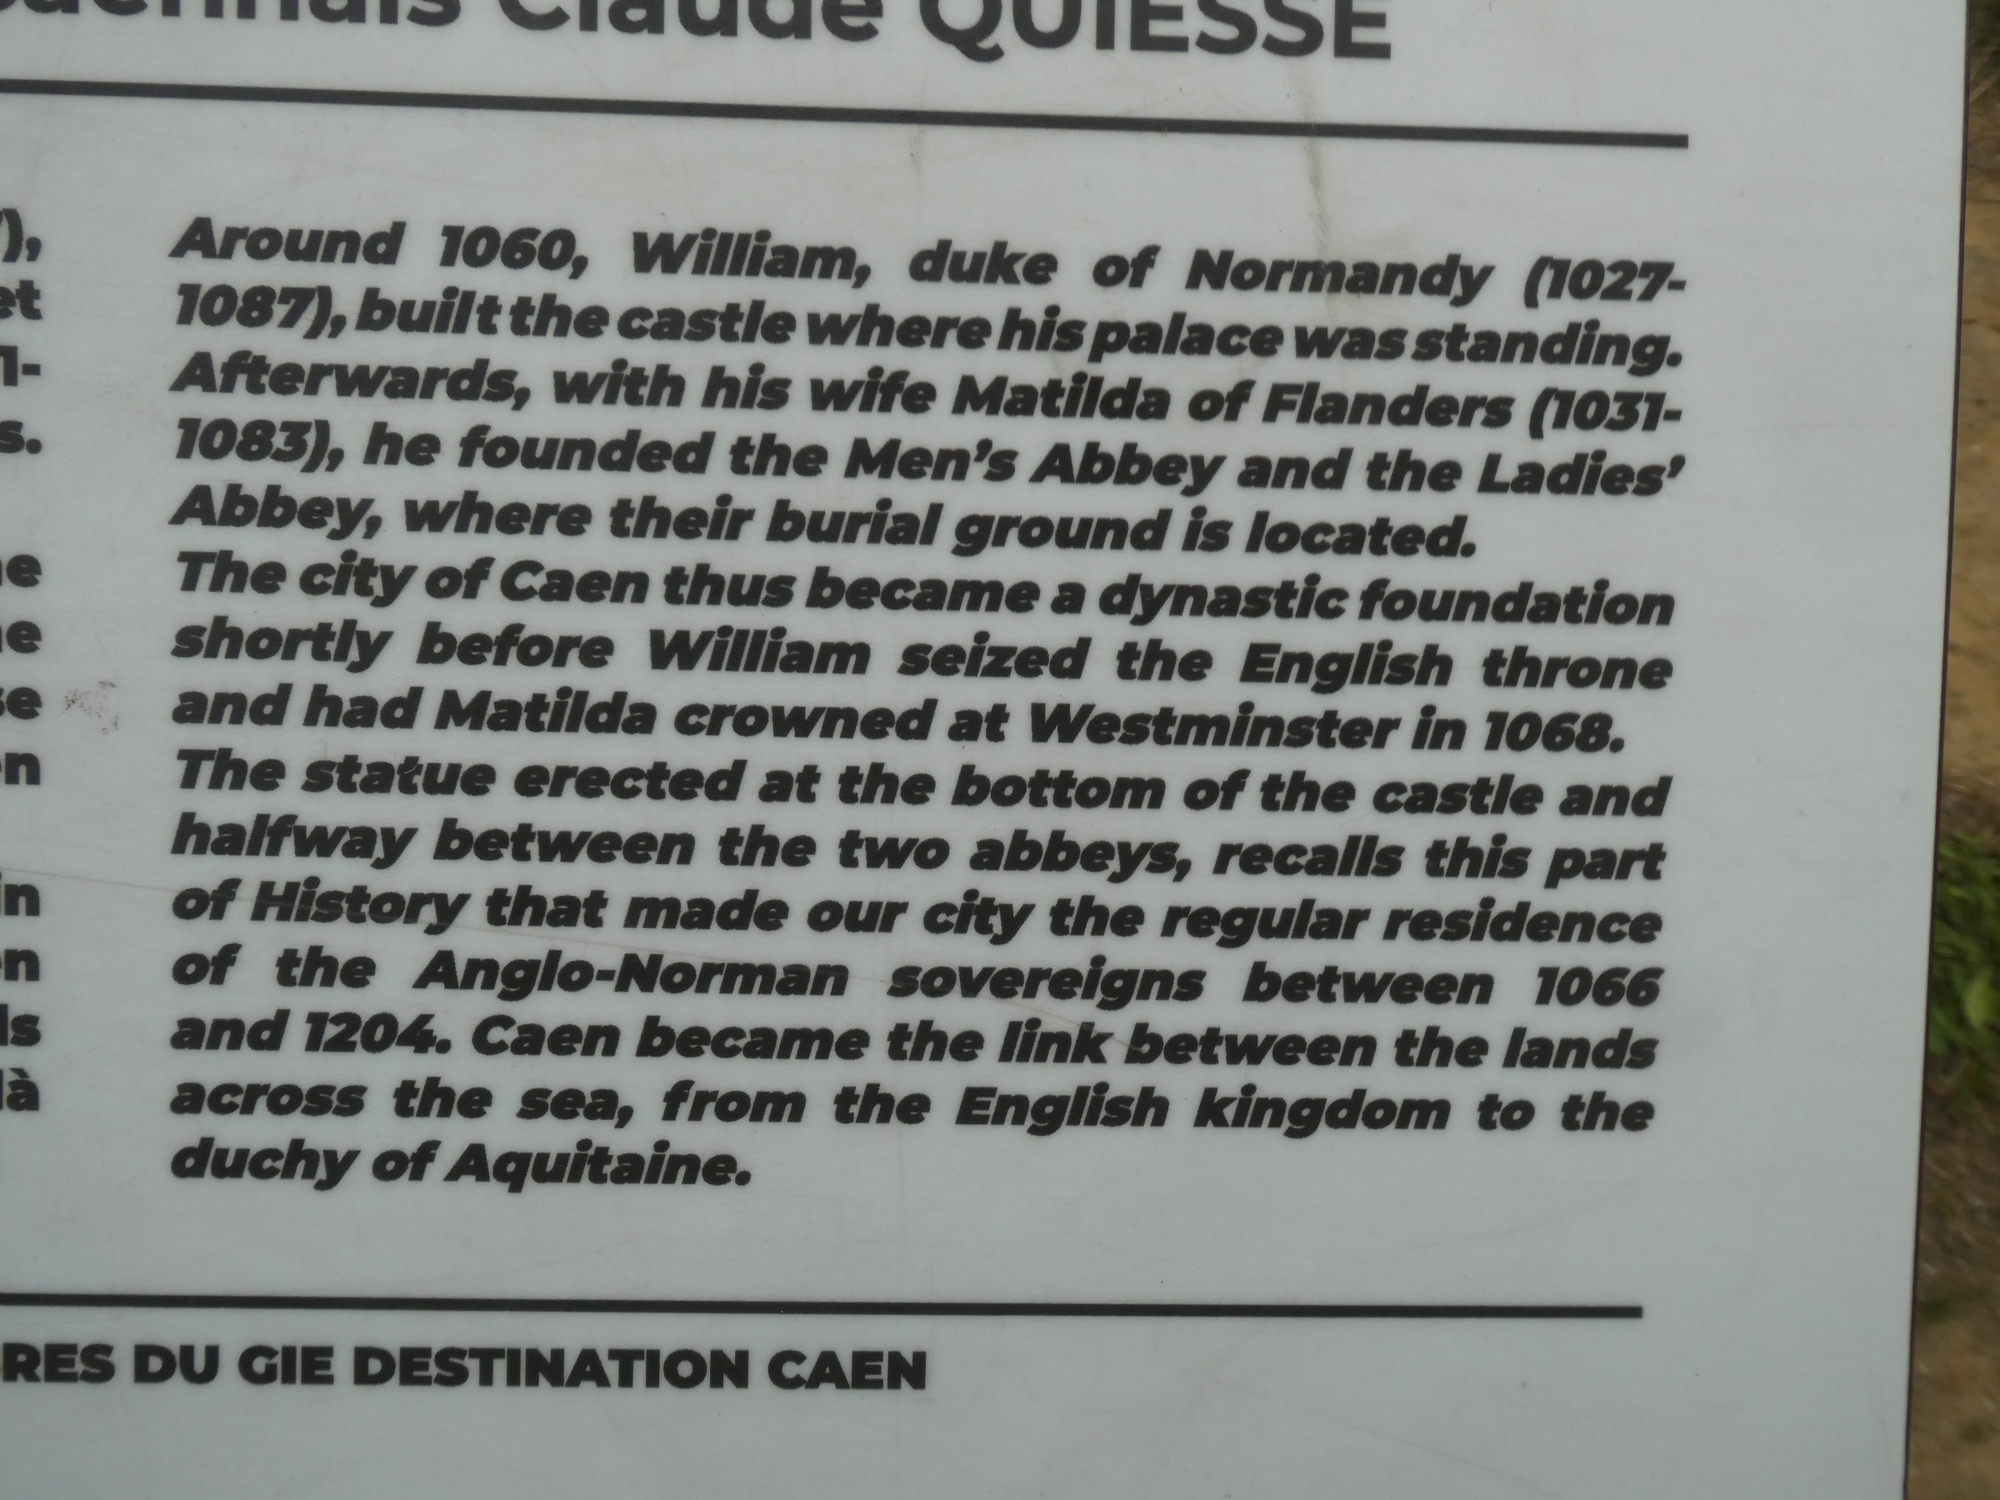 Claude QUIESSE
),
et
1-
s.
e
e
se
n
in
n
ls
là
Around 1060, William, duke of Normandy (1027-
1087), built the castle where his palace was standing.
Afterwards, with his wife Matilda of Flanders (1031-
1083), he founded the Men's Abbey and the Ladies'
Abbey, where their burial ground is located.
The city of Caen thus became a dynastic foundation
shortly before William seized the English throne
and had Matilda crowned at Westminster in 1068.
The statue erected at the bottom of the castle and
halfway between the two abbeys, recalls this part
of History that made our city the regular residence
of the Anglo-Norman sovereigns between 1066
and 1204. Caen became the link between the lands
across the sea, from the English kingdom to the
duchy of Aquitaine.
RES DU GIE DESTINATION CAEN